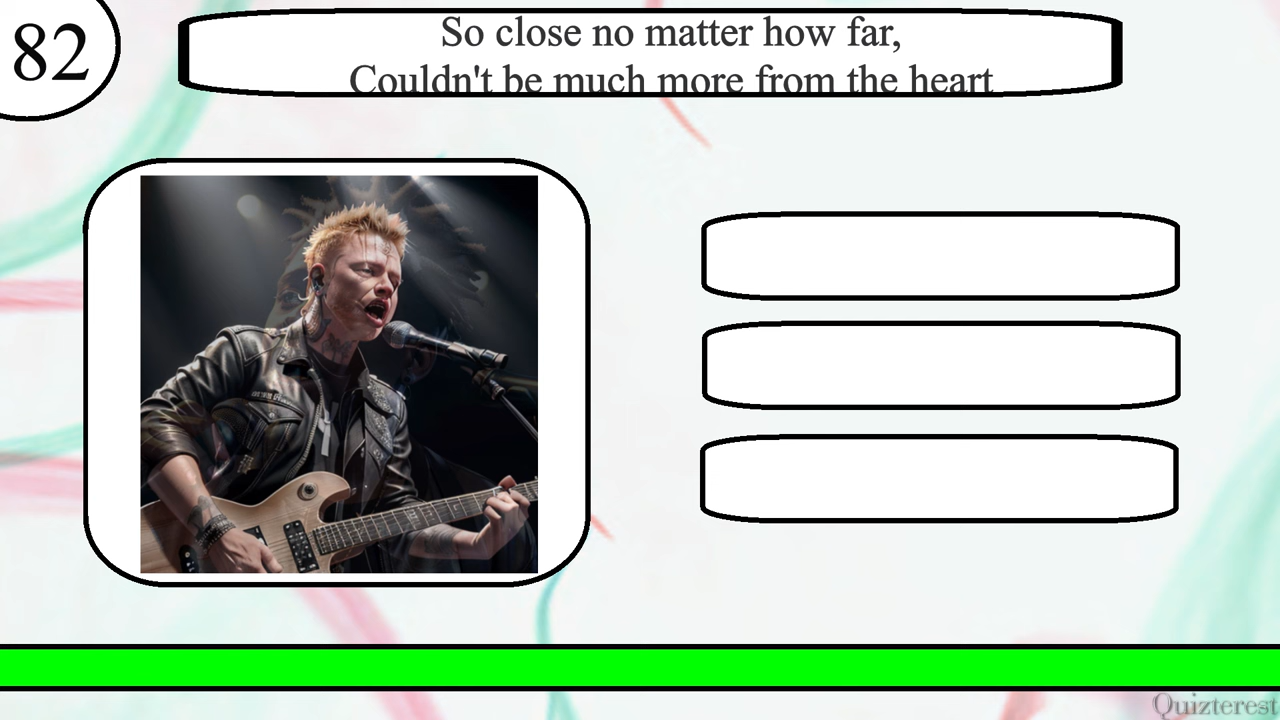 82
So close no matter how far,
Couldn't be much more from the heart
Quizterest